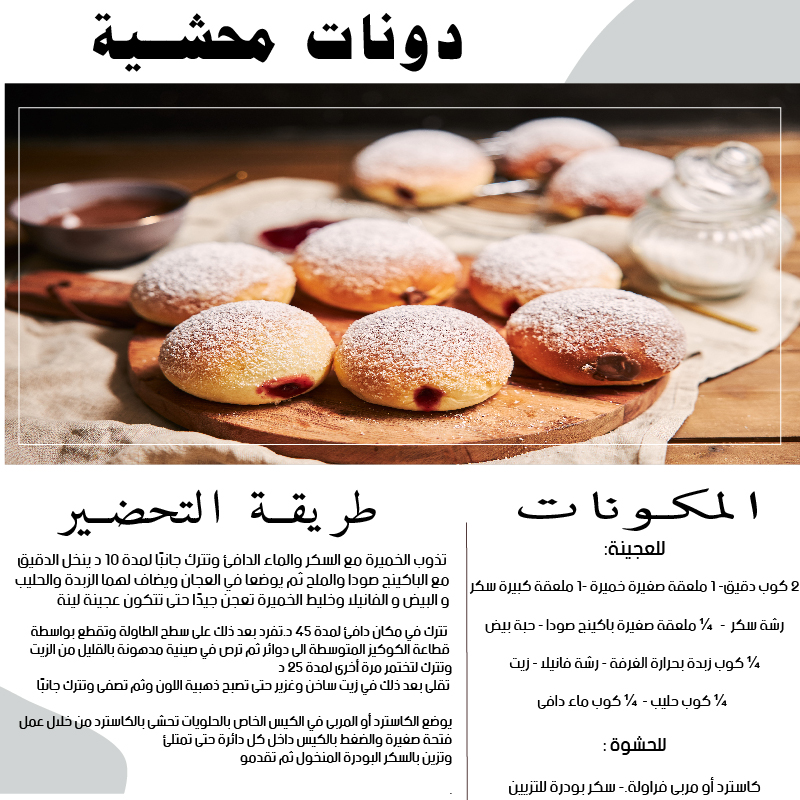 دونات محشية
المكونات
للعجينة:
2 كوب دقيق- 1 ملعقة صغيرة خميرة -1 ملعقة كبيرة سكر
رشة سكر - ¼ ملعقة صغيرة باكينج صودا - حبة بيض
¼ كوب زبدة بحرارة الغرفة - رشة فانيلا - زيت
¼ كوب حليب - ¼ كوب ماء دافئ
للحشوة :
كاسترد أو مربى فراولة.- سكر بودرة للتزيين
طريقة التحضير
تذوب الخميرة مع السكر والماء الدافئ وتترك جانبًا لمدة 10 د ينخل الدقيق
مع الباكينج صودا والملح ثم يوضعا في العجان ويضاف لهما الزبدة والحليب
و البيض و الفانيلا وخليط الخميرة تعجن جيدًا حتى تتكون عجينة لينة
تترك في مكان دافئ لمدة 45 د.تفرد بعد ذلك على سطح الطاولة وتقطع بواسطة
قطاعة الكوكيز المتوسطة الى دوائر ثم ترص في صينية مدهونة بالقليل من الزيت
وتترك لتختمر مرة أخرى لمدة 25 د
تقلى بعد ذلك في زيت ساخن وغزير حتى تصبح ذهبية اللون وثم تصفى وتترك جانبًا
يوضع الكاسترد أو المربى في الكيس الخاص بالحلويات تحشى بالكاسترد من خلال عمل
فتحة صغيرة والضغط بالكيس داخل كل دائرة حتى تمتلئ
وتزين بالسكر البودرة المنخول ثم تقدمو
.